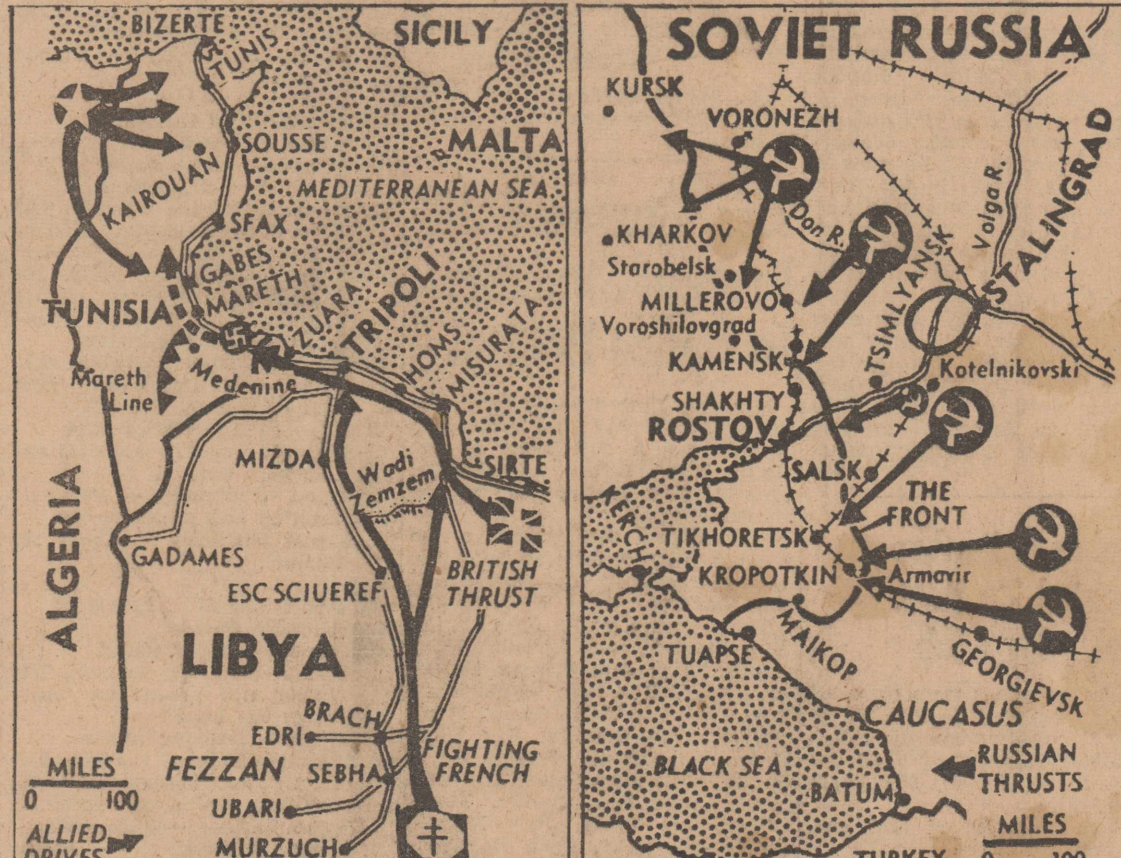 BIZERTE
TUNIS
SICILY
SOUSSE
MALTA
KAIROUAN
MEDITERRANEAN SEA
SFAX
GABES
MARETH
TUNISIA
ZUARA
TRIPOLI
HOMS
MISURATA
Mareth
Line
Medenine
MIZDA
Wadi
Zemzem
SIRTE
ALGERIA
GADAMES
BRITISH
THRUST
ESC SCIUEREF
LIBYA
BRACH
EDRI
FIGHTING
FRENCH
FEZZAN
SEBHA
MILES
0 100
UBARI
MURZUCH
ALLIED
DRIVES
SOVIET RUSSIA
KURSK
VORONEZH
Volga R.
STALINGRAD
Don R.
KHARKOV
Starobelsk
MILLEROVO
Voroshilovgrad
TSIMLYANSK
KAMENSK
Kotelnikovski
SHAKHTY
ROSTOV
SALSK
THE
FRONT
KERCH
TIKHORETSK
KROPOTKIN
Armavir
MAIKOP
TUAPSE
GEORGIEVSK
CAUCASUS
BLACK SEA
RUSSIAN
THRUSTS
BATUM
MILES
TURKEY
100